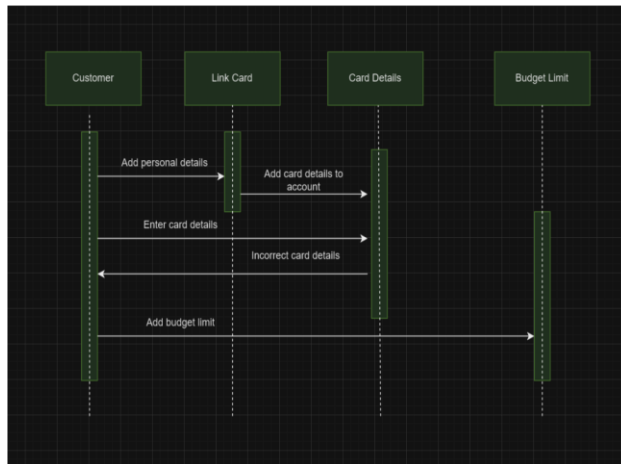 Customer
Link Card
Card Details
Budget Limit
Add personal details
Add card details to
account
Enter card details
Incorrect card details
Add budget limit